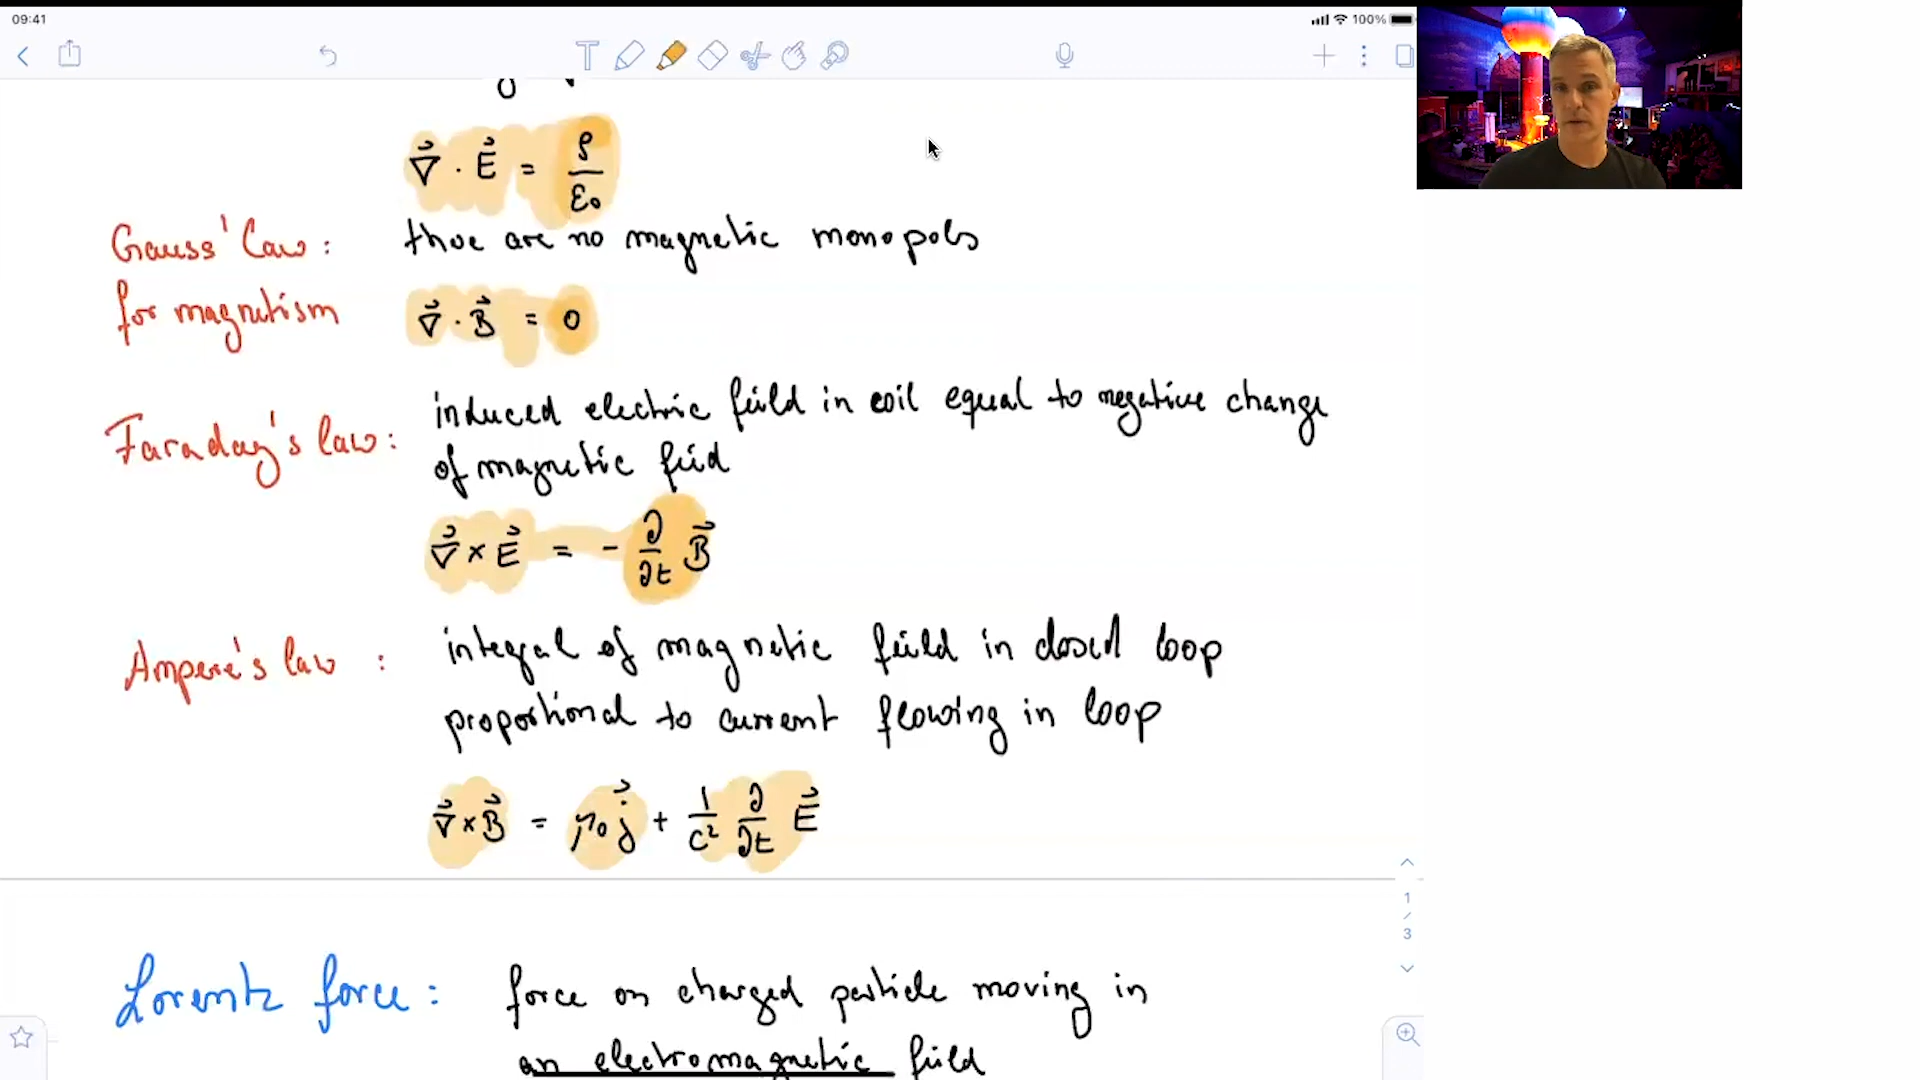 09:41
100%
∇⃗ · E⃗ = ρ/ε₀
Gauss' Law: there are no magnetic monopols
for magnetism
∇⃗ · B⃗ = 0
induced electric field in coil equal to negative change
Faraday's law:
of magnetic field
∇⃗ × E⃗ = - ∂/∂t B⃗
integral of magnetic field in closed loop
Ampere's law :
proportional to current flowing in loop
∇⃗ × B⃗ = μ₀ j⃗ + 1/c² ∂/∂t E⃗
1
/
3
Lorentz force : force on charged particle moving in
an electromagnetic field